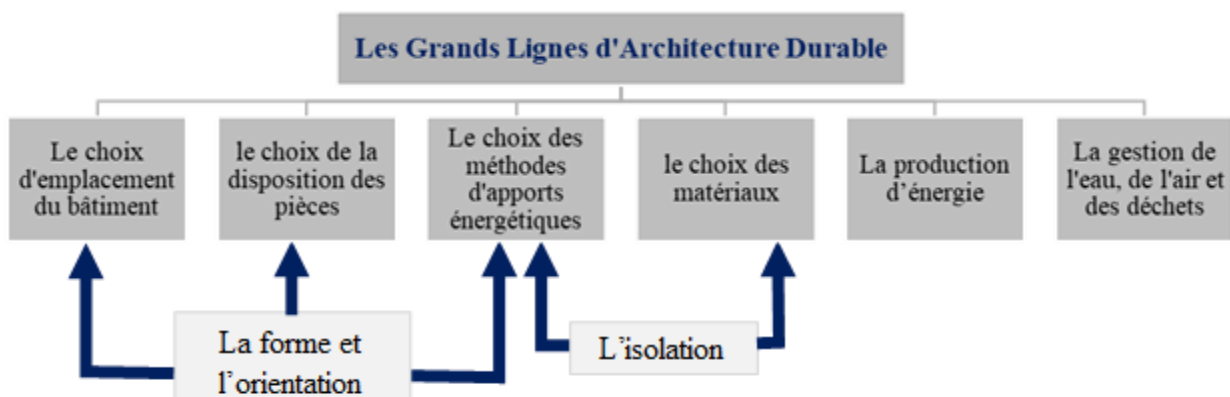 Les Grands Lignes d'Architecture Durable
Le choix
d'emplacement
du bâtiment
le choix de la
disposition des
pièces
Le choix des
méthodes
d'apports
énergétiques
le choix des
matériaux
La production
d’énergie
La gestion de
l'eau, de l'air et
des déchets
La forme et
l’orientation
L’isolation